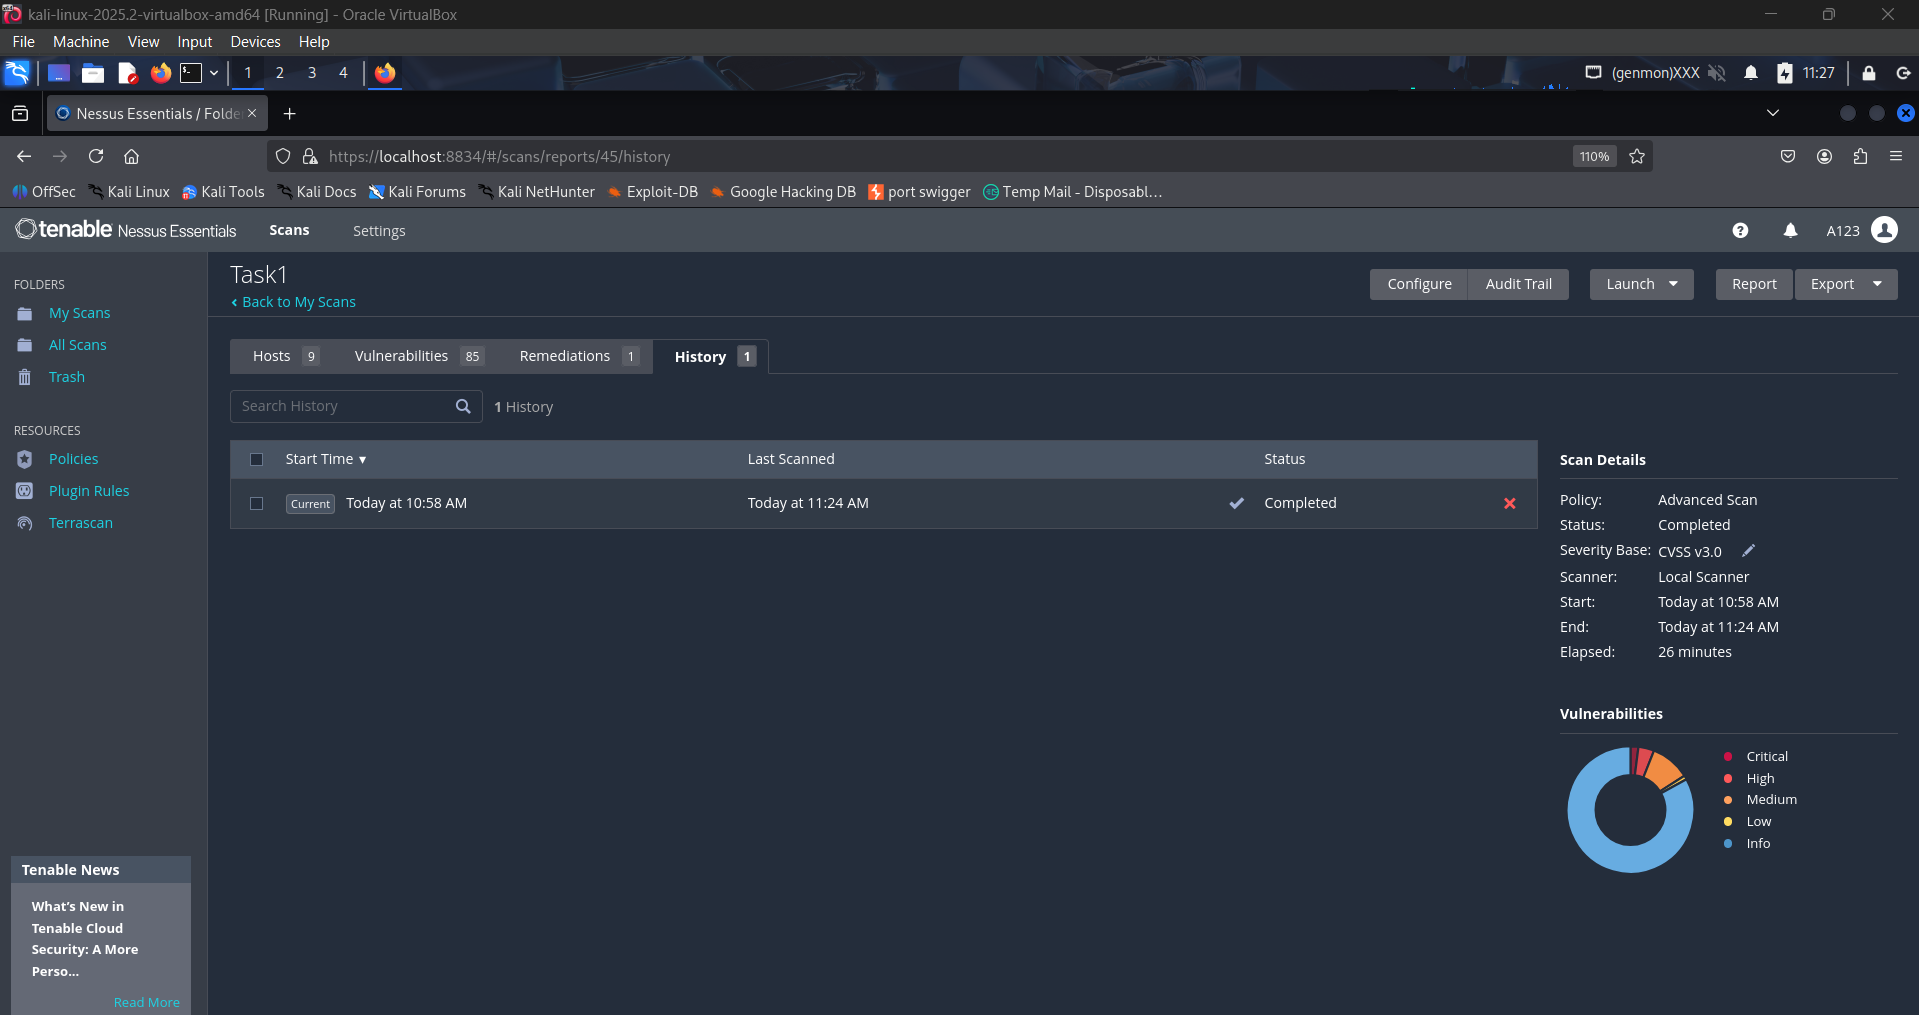 kali-linux-2025.2-virtualbox-amd64 [Running] - Oracle VirtualBox
File Machine View Input Devices Help
1 2 3 4 (genmon)XXX 11:27
Nessus Essentials / Folde
https://localhost:8834/#/scans/reports/45/history 110%
OffSec Kali Linux Kali Tools Kali Docs Kali Forums Kali NetHunter Exploit-DB Google Hacking DB port swigger Temp Mail - Disposabl...
tenable Nessus Essentials Scans Settings A123
FOLDERS
My Scans
All Scans
Trash
RESOURCES
Policies
Plugin Rules
Terrascan
Tenable News
What's New in
Tenable Cloud
Security: A More
Perso...
Read More
Task1
Back to My Scans
Configure Audit Trail Launch Report Export
Hosts 9 Vulnerabilities 85 Remediations 1 History 1
Search History 1 History
Start Time Last Scanned Status
Current Today at 10:58 AM Today at 11:24 AM Completed
Scan Details
Policy: Advanced Scan
Status: Completed
Severity Base: CVSS v3.0
Scanner: Local Scanner
Start: Today at 10:58 AM
End: Today at 11:24 AM
Elapsed: 26 minutes
Vulnerabilities
Critical
High
Medium
Low
Info